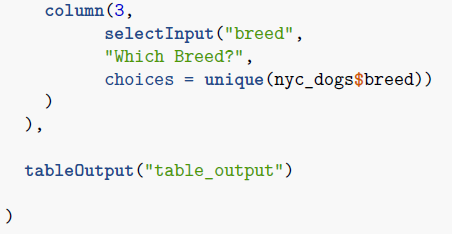 column(3,
selectInput("breed",
"Which Breed?",
choices = unique(nyc_dogs$breed))
)
),
tableOutput("table_output")
)